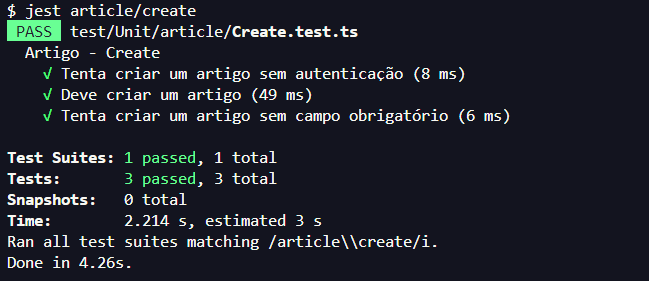 $ jest article/create
PASS test/Unit/article/Create.test.ts
Artigo - Create
√ Tenta criar um artigo sem autenticação (8 ms)
√ Deve criar um artigo (49 ms)
√ Tenta criar um artigo sem campo obrigatório (6 ms)
Test Suites: 1 passed, 1 total
Tests: 3 passed, 3 total
Snapshots: 0 total
Time: 2.214 s, estimated 3 s
Ran all test suites matching /article\\create/i.
Done in 4.26s.